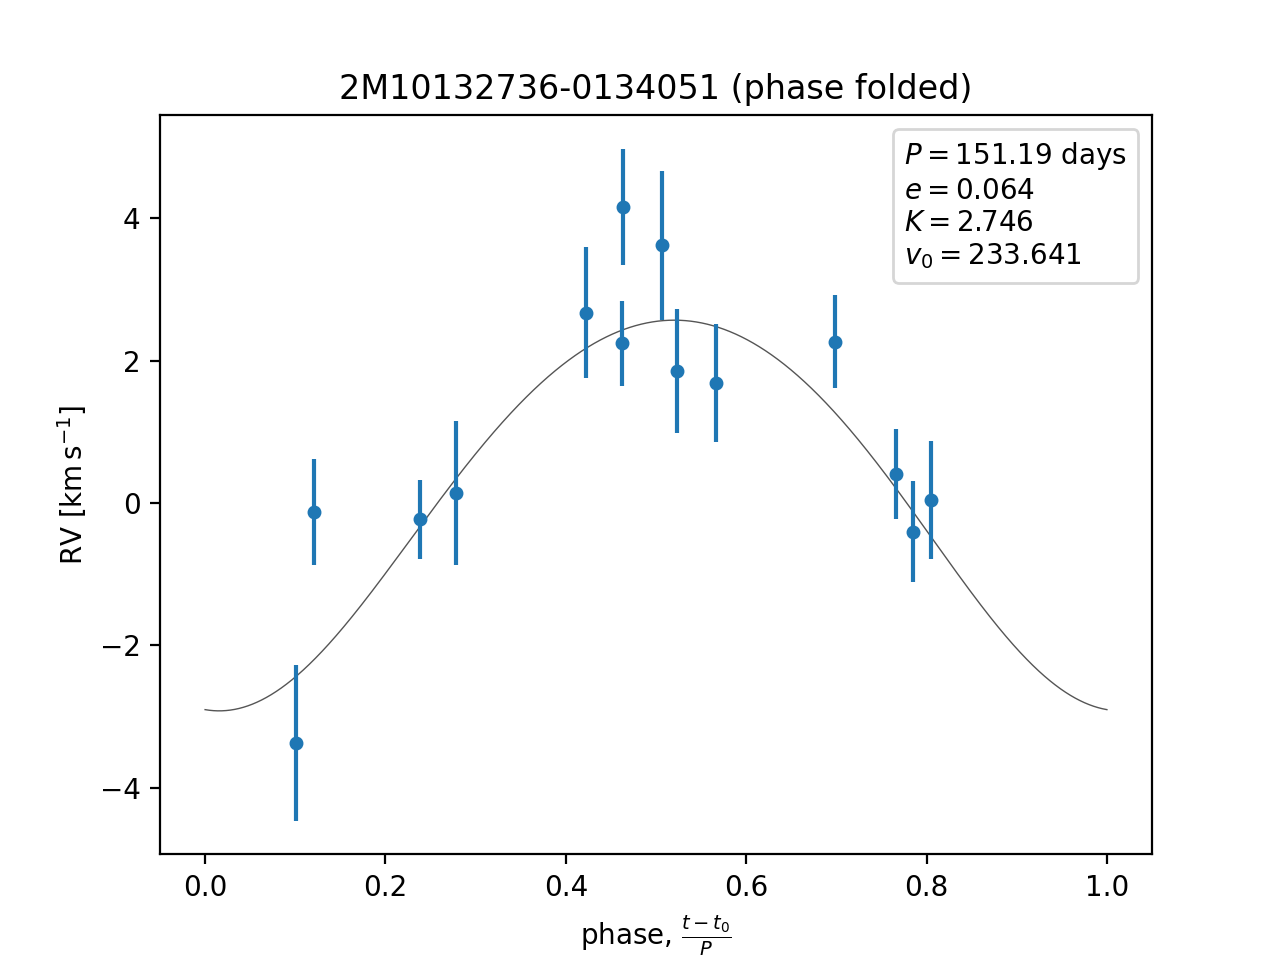 2M10132736-0134051 (phase folded)
P = 151.19 days
e = 0.064
K = 2.746
v₀ = 233.641
4
2
0
−2
−4
RV [km s⁻¹]
0.0 0.2 0.4 0.6 0.8 1.0
phase, (t − t₀)/P